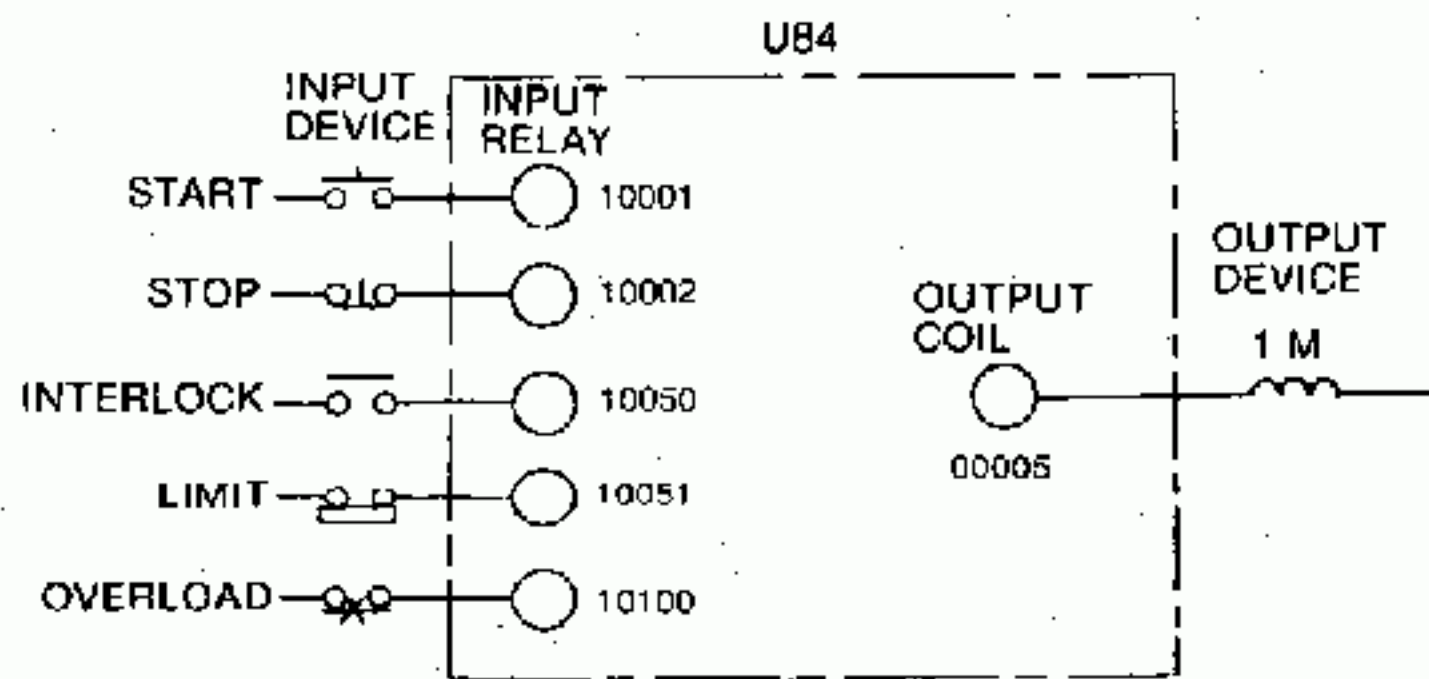 U84
INPUT
DEVICE
INPUT
RELAY
START
10001
STOP
10002
INTERLOCK
10050
LIMIT
10051
OVERLOAD
10100
OUTPUT
COIL
00005
OUTPUT
DEVICE
1 M